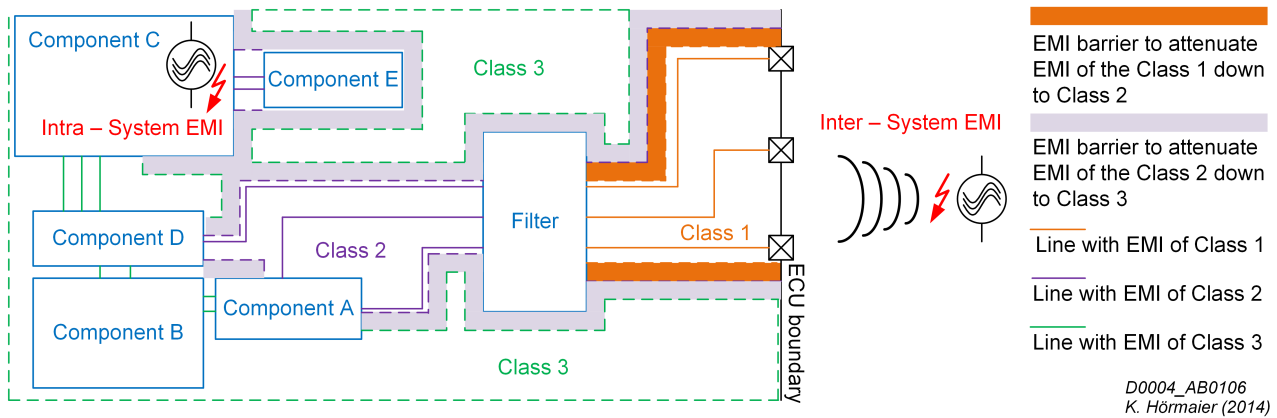 Component C
Intra – System EMI
Component E
Class 3
Component D
Class 2
Component B
Component A
Filter
Class 1
Class 3
ECU boundary
Inter – System EMI
EMI barrier to attenuate
EMI of the Class 1 down
to Class 2
EMI barrier to attenuate
EMI of the Class 2 down
to Class 3
Line with EMI of Class 1
Line with EMI of Class 2
Line with EMI of Class 3
D0004_AB0106
K. Hörmaier (2014)